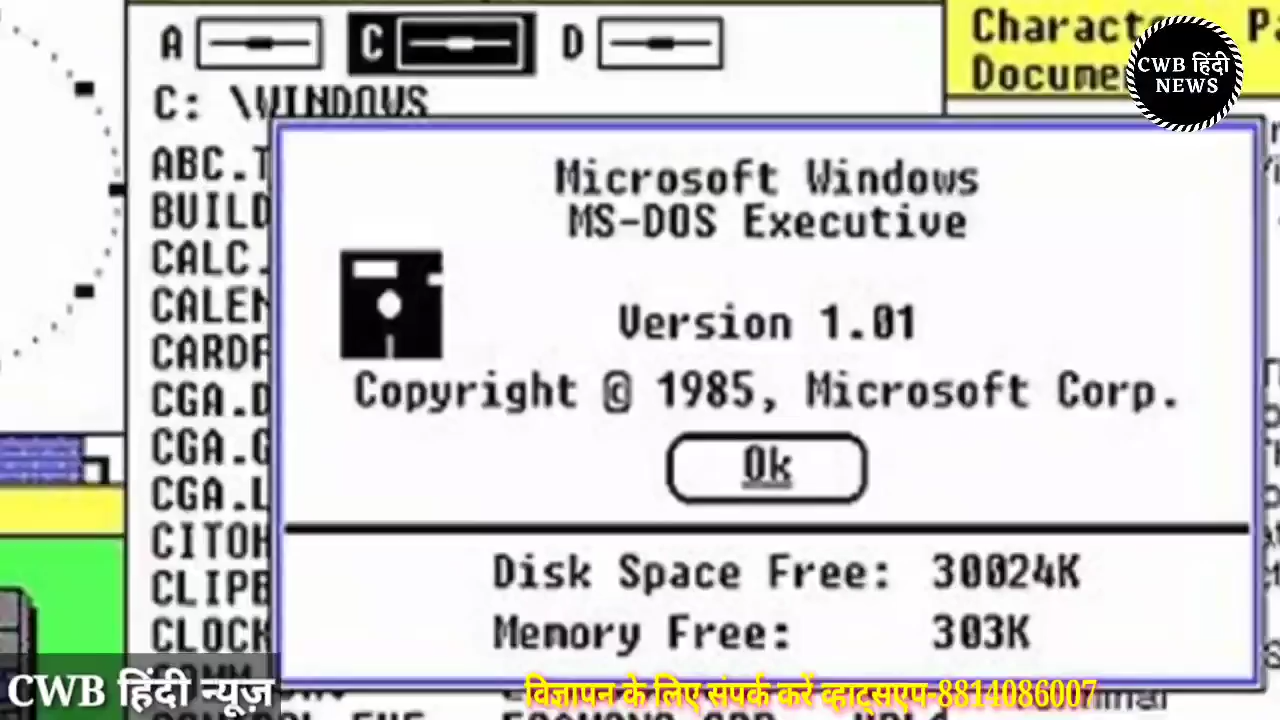 A C D
C: \WINDOWS
Microsoft Windows
MS-DOS Executive
Version 1.01
Copyright © 1985, Microsoft Corp.
Ok
Disk Space Free: 30024K
Memory Free: 303K
ABC.T
BUILD
CALC.
CALEN
CARDF
CGA.D
CGA.G
CGA.L
CITOH
CLIPB
CLOCK
CWB हिंदी
NEWS
CWB हिंदी न्यूज़
विज्ञापन के लिए संपर्क करें व्हाट्सएप-8814086007